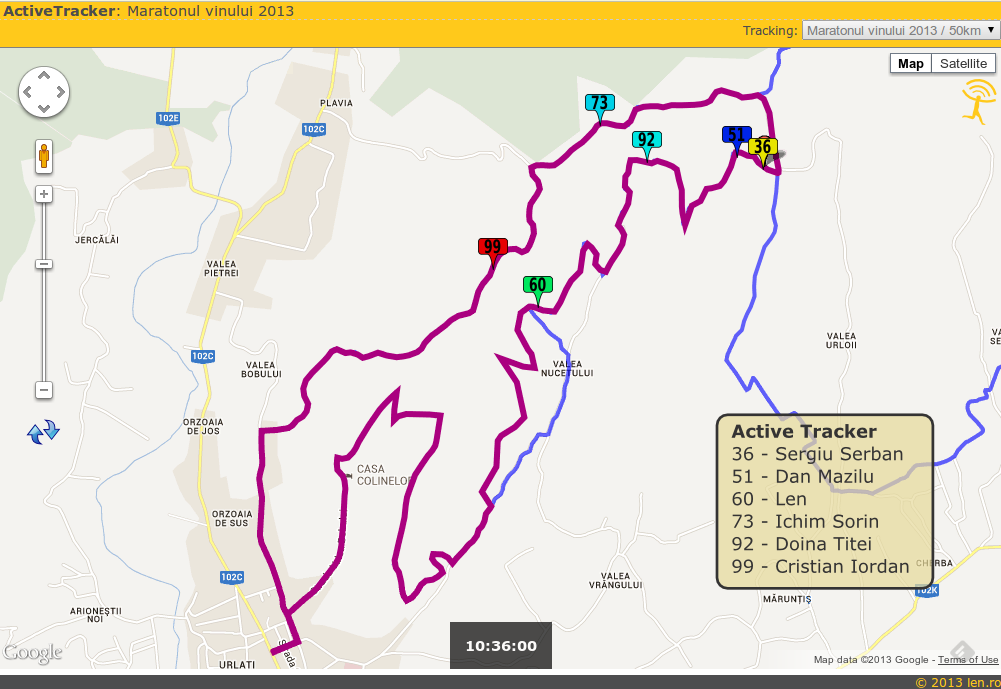 ActiveTracker: Maratonul vinului 2013
Tracking: Maratonul vinului 2013 / 50km
Map Satellite
PLAVIA
102E
102C
73
92
51
36
JERCĂLĂI
99
VALEA
PIETREI
60
102C
VALEA
BOBULUI
VALEA
NUCETULUI
VALEA
URLOII
ORZOAIA
DE JOS
CASA
COLINELOR
Active Tracker
36 - Sergiu Serban
51 - Dan Mazilu
60 - Len
73 - Ichim Sorin
92 - Doina Titei
99 - Cristian Iordan
ORZOAIA
DE SUS
102C
VALEA
VRÂNGULUI
CHERBA
102K
MĂRUNȚIȘ
ARIONEȘTII
NOI
10:36:00
Google
URLAȚI
Map data ©2013 Google - Terms of Use
© 2013 len.ro